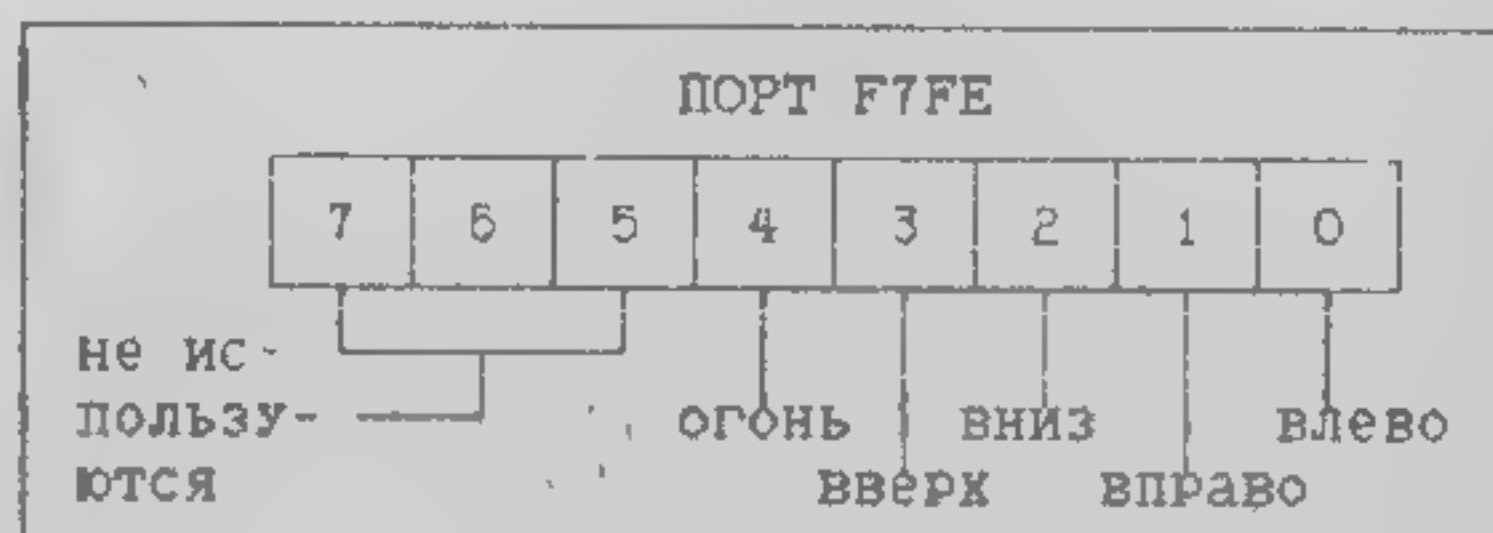 ПОРТ F7FE
7 6 5 4 3 2 1 0
не ис-
пользу-
ются
огонь вниз влево
вверх вправо